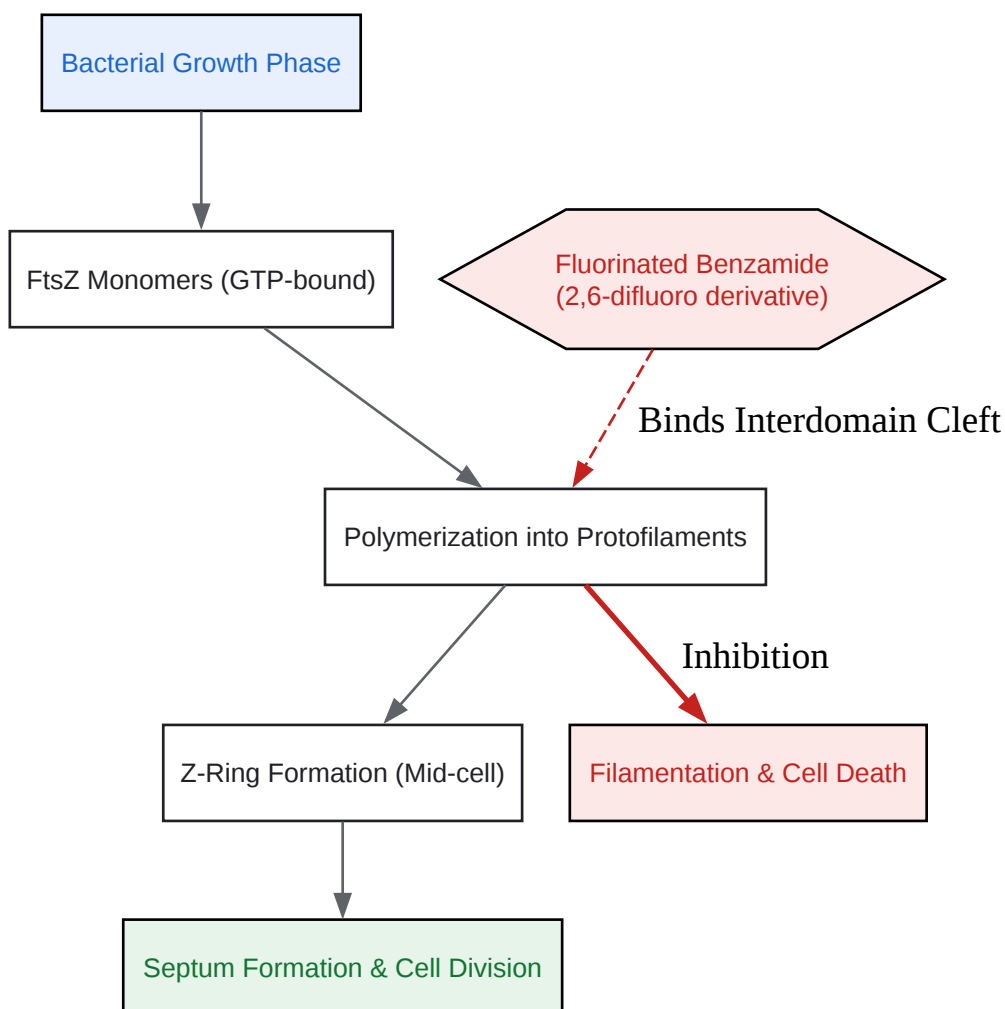 Bacterial Growth Phase
FtsZ Monomers (GTP-bound)
Fluorinated Benzamide
(2,6-difluoro derivative)
Binds Interdomain Cleft
Polymerization into Protofilaments
Inhibition
Z-Ring Formation (Mid-cell)
Filamentation & Cell Death
Septum Formation & Cell Division